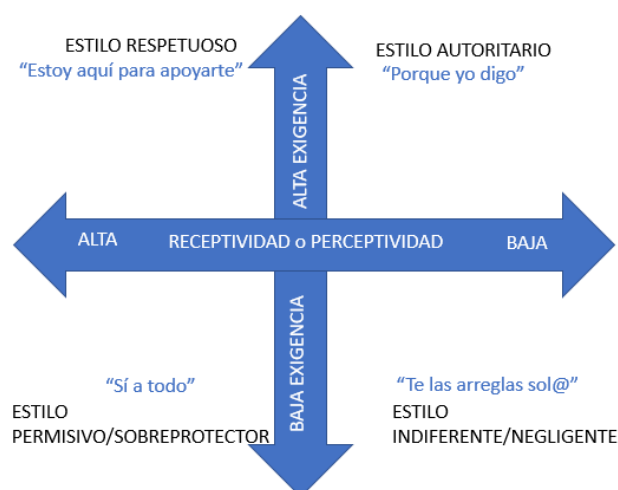 ESTILO RESPETUOSO
“Estoy aquí para apoyarte”
ESTILO AUTORITARIO
“Porque yo digo”
ALTA EXIGENCIA
ALTA
RECEPTIVIDAD o PERCEPTIVIDAD
BAJA
BAJA EXIGENCIA
“Sí a todo”
ESTILO
PERMISIVO/SOBREPROTECTOR
“Te las arreglas sol@”
ESTILO
INDIFERENTE/NEGLIGENTE